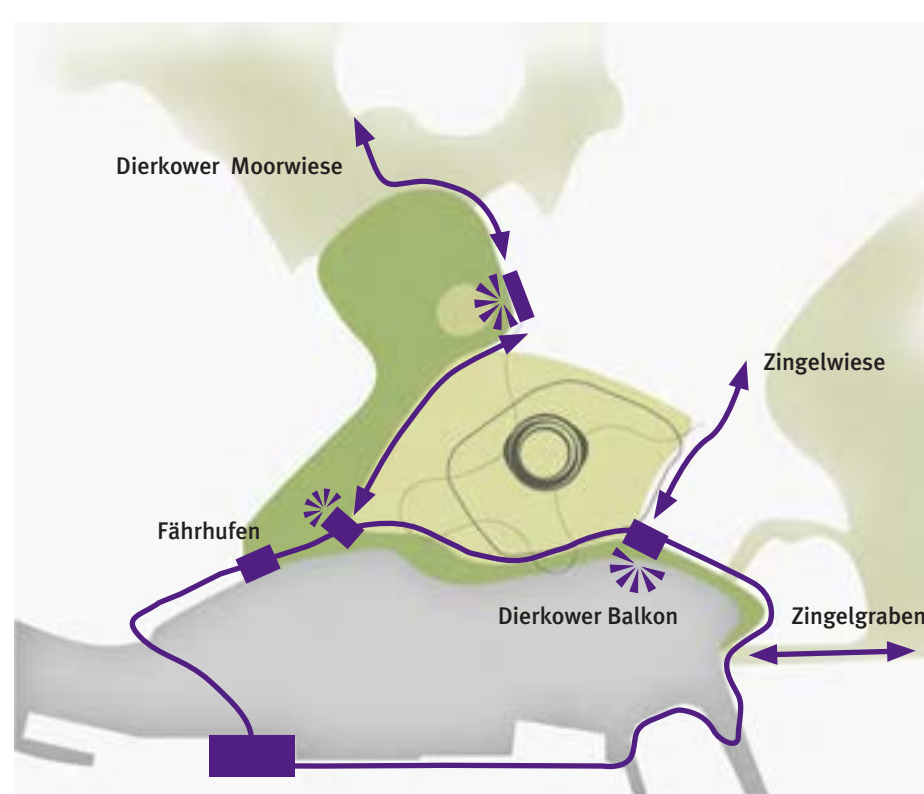 Dierkower Moorwiese
Zingelwiese
Fährhufen
Dierkower Balkon
Zingelgraben